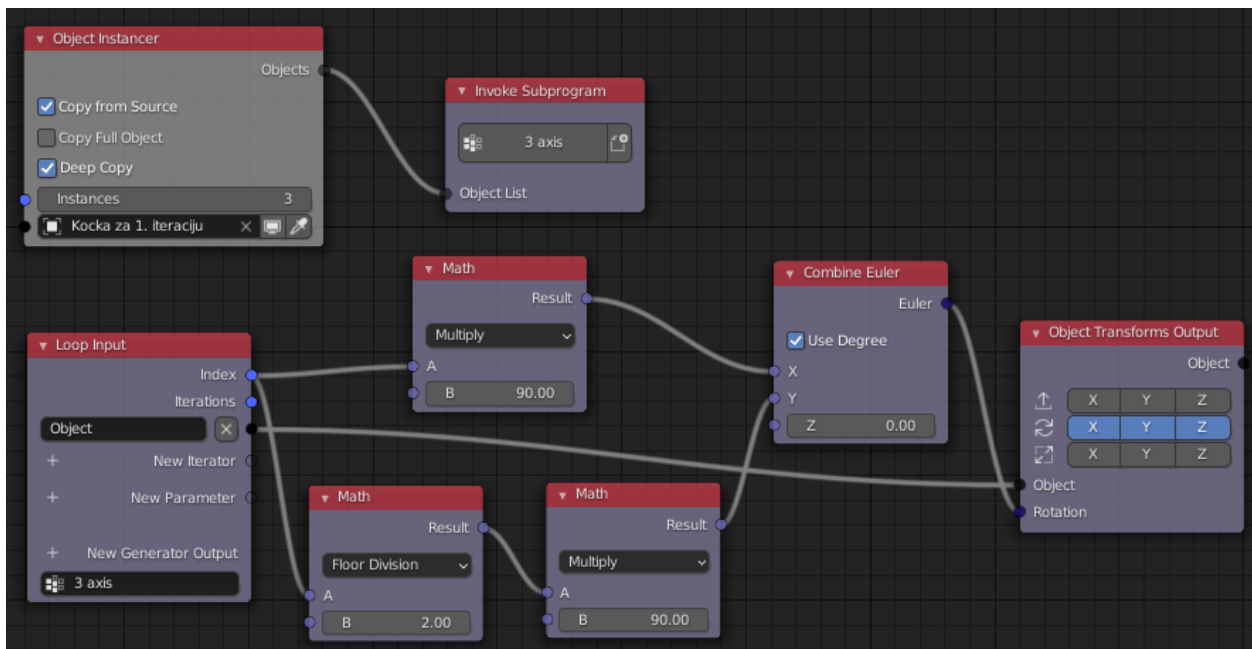 Object Instancer
Objects
Copy from Source
Copy Full Object
Deep Copy
Instances 3
Kocka za 1. iteraciju
Invoke Subprogram
3 axis
Object List
Math
Result
Multiply
A
B 90.00
Combine Euler
Euler
Use Degree
X
Y
Z 0.00
Object Transforms Output
Object
X Y Z
X Y Z
X Y Z
Object
Rotation
Loop Input
Index
Iterations
Object
New Iterator
New Parameter
New Generator Output
3 axis
Math
Result
Floor Division
A
B 2.00
Math
Result
Multiply
A
B 90.00